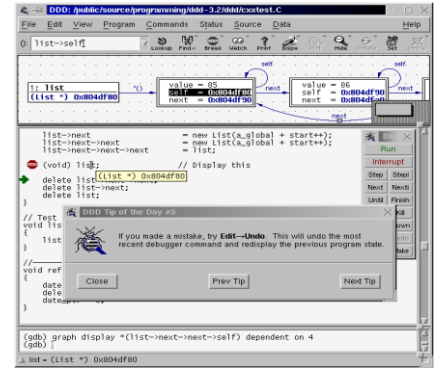 DDD: /public/source/programming/ddd-3.2/ddd/cxxtest.C
File Edit View Program Commands Status Source Data Help
0: list->self
Lookup Find» Break Watch Print Display Plot Hide Rotate Set Undisp
1: list
(List *) 0x804df80
*()
value = 85
self = 0x804df80
next = 0x804df90
self
next
value = 86
self = 0x804df90
next = 0x804df80
self
next
next
list->next = new List(a_global + start++);
list->next->next = new List(a_global + start++);
list->next->next->next = list;
(void) list; // Display this
(List *) 0x804df80
delete list
delete list->next;
delete list;
}
// Test
void lis
{
list
}
//
void ref
{
date
dele
date
}
DDD
Run
Interrupt
Step Stepi
Next Nexti
Until Finish
Kill
Make
DDD Tip of the Day #5
If you made a mistake, try Edit→Undo. This will undo the most
recent debugger command and redisplay the previous program state.
Close Prev Tip Next Tip
(gdb) graph display *(list->next->next->self) dependent on 4
(gdb)
list = (List *) 0x804df80